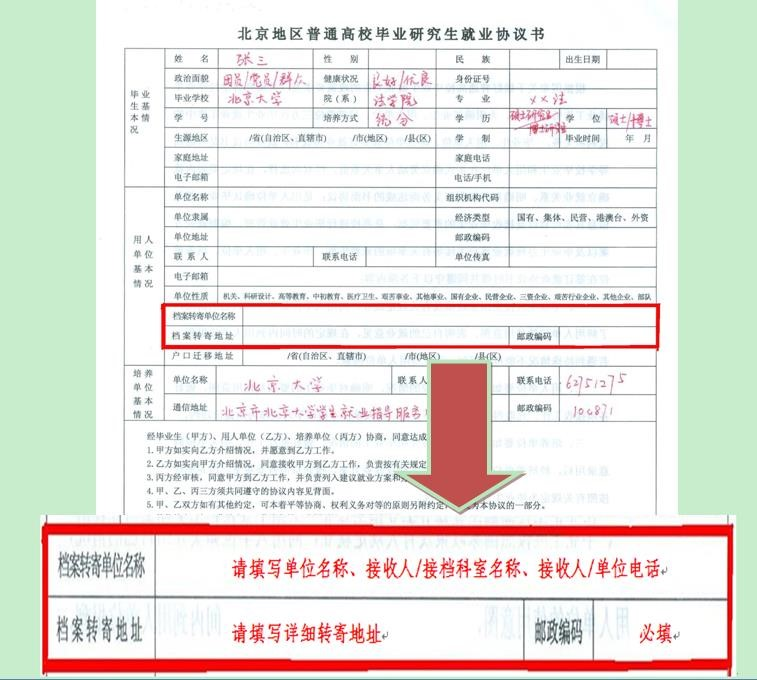 北京地区普通高校毕业研究生就业协议书
毕业生基本情况
姓 名 张三 性 别 民 族 出生日期
政治面貌 团员/党员/群众 健康状况 良好/优良 身份证号
毕业学校 北京大学 院(系) 法学院 专 业 ××法
学 号 培养方式 统分 学 历 硕士研究生/博士研究生 学 位 硕士/博士
生源地区 /省(自治区、直辖市) /市(地区) /县(区) 学 制 毕业时间 年 月
家庭地址 家庭电话
电子邮箱 电话/手机
用人单位基本情况
单位名称 组织机构代码
单位隶属 经济类型 国有、集体、民营、港澳台、外资
单位地址 邮政编码
联 系 人 联系电话 单位传真
电子邮箱
单位性质 机关、科研设计、高等教育、中初教育、医疗卫生、艰苦事业、其他事业、国有企业、民营企业、三资企业、艰苦行业企业、其他企业、部队
档案转寄单位名称
档案转寄地址 邮政编码
户口迁移地址 /省(自治区、直辖市) /市(地区) /县(区)
培养单位基本情况
单位名称 北京大学 联系人 联系电话 62751275
通信地址 北京市北京大学学生就业指导服务 邮政编码 100871
经毕业生(甲方)、用人单位(乙方)、培养单位(丙方)协商,同意达成
1. 甲方如实向乙方介绍情况,并愿意到乙方工作。
2. 乙方如实向甲方介绍情况,同意接收甲方到乙方工作,负责按有关规定
3. 丙方经审核,同意甲方到乙方工作,并负责列入建议就业方案和
4. 甲、乙、丙三方须共同遵守的协议内容见背面。
5. 甲、乙双方如有其他约定,可本着平等协商、权利义务对等的原则另附约定 为本协议的一部分。
档案转寄单位名称 请填写单位名称、接收人/接档科室名称、接收人/单位电话
档案转寄地址 请填写详细转寄地址 邮政编码 必填